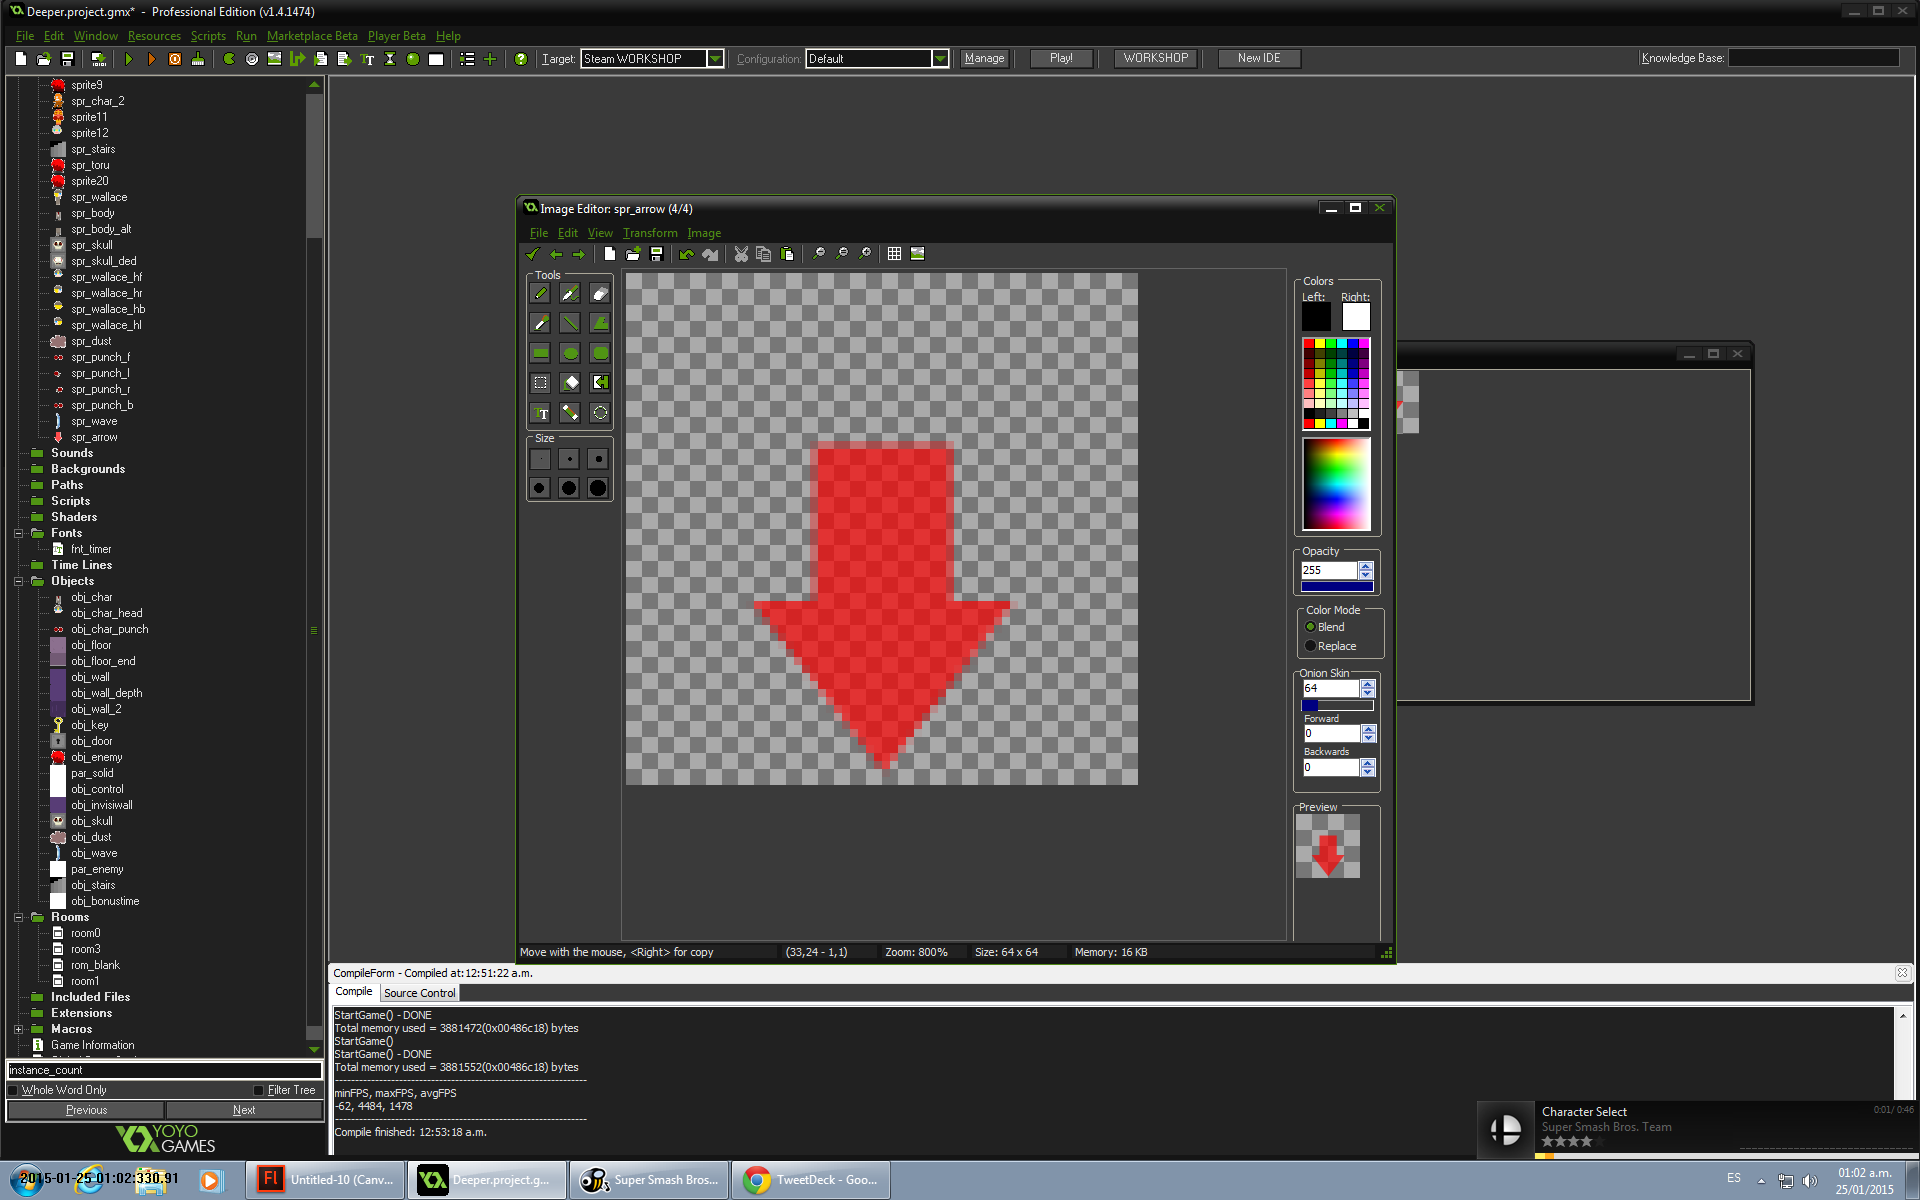 Deeper.project.gmx* - Professional Edition (v1.4.1474)
File Edit Window Resources Scripts Run Marketplace Beta Player Beta Help
Target: Steam WORKSHOP Configuration: Default Manage Play! WORKSHOP New IDE Knowledge Base:
sprite9
spr_char_2
sprite11
sprite12
spr_stairs
spr_toru
sprite20
spr_wallace
spr_body
spr_body_alt
spr_skull
spr_skull_ded
spr_wallace_hf
spr_wallace_hr
spr_wallace_hb
spr_wallace_hl
spr_dust
spr_punch_f
spr_punch_l
spr_punch_r
spr_punch_b
spr_wave
spr_arrow
Sounds
Backgrounds
Paths
Scripts
Shaders
Fonts
fnt_timer
Time Lines
Objects
obj_char
obj_char_head
obj_char_punch
obj_floor
obj_floor_end
obj_wall
obj_wall_depth
obj_wall_2
obj_key
obj_door
obj_enemy
par_solid
obj_control
obj_invisiwall
obj_skull
obj_dust
obj_wave
par_enemy
obj_stairs
obj_bonustime
Rooms
room0
room3
rom_blank
room1
Included Files
Extensions
Macros
Game Information
instance_count
Whole Word Only Filter Tree
Previous Next
YOYO
GAMES
Image Editor: spr_arrow (4/4)
File Edit View Transform Image
Tools
Size
Colors
Left: Right:
Opacity
255
Color Mode
Blend
Replace
Onion Skin
64
Forward
0
Backwards
0
Preview
Move with the mouse, <Right> for copy (33,24 - 1,1) Zoom: 800% Size: 64 x 64 Memory: 16 KB
CompileForm - Compiled at:12:51:22 a.m.
Compile Source Control
StartGame() - DONE
Total memory used = 3881472(0x00486c18) bytes
StartGame()
StartGame() - DONE
Total memory used = 3881552(0x00486c18) bytes
minFPS, maxFPS, avgFPS
-62, 4484, 1478
Compile finished: 12:53:18 a.m.
Character Select 0:01/ 0:46
Super Smash Bros. Team
2015-01-25 01:02:330.91
Fl Untitled-10 (Canv...
Deeper.project.g...
Super Smash Bros...
TweetDeck - Goo...
ES
01:02 a.m.
25/01/2015